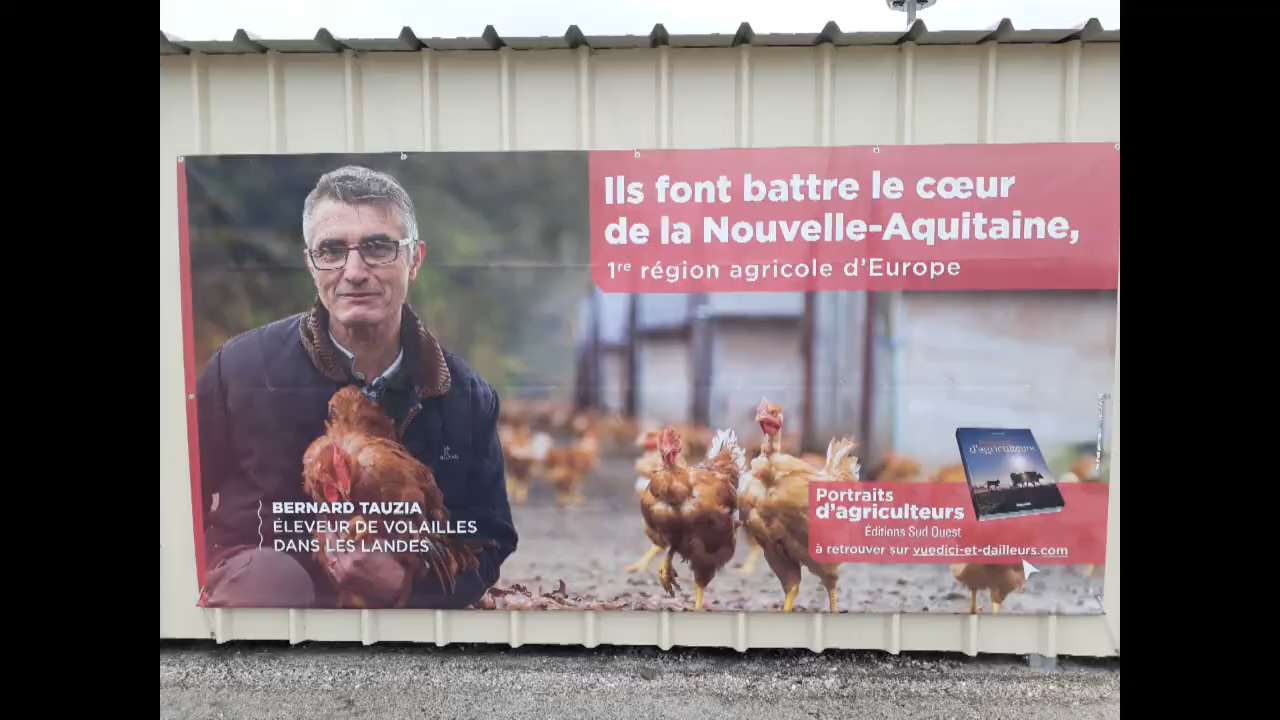 Ils font battre le cœur
de la Nouvelle-Aquitaine,
1re région agricole d'Europe
BERNARD TAUZIA
ÉLEVEUR DE VOLAILLES
DANS LES LANDES
d'agriculteurs
Portraits
d'agriculteurs
Éditions Sud Ouest
à retrouver sur vuedici-et-dailleurs.com